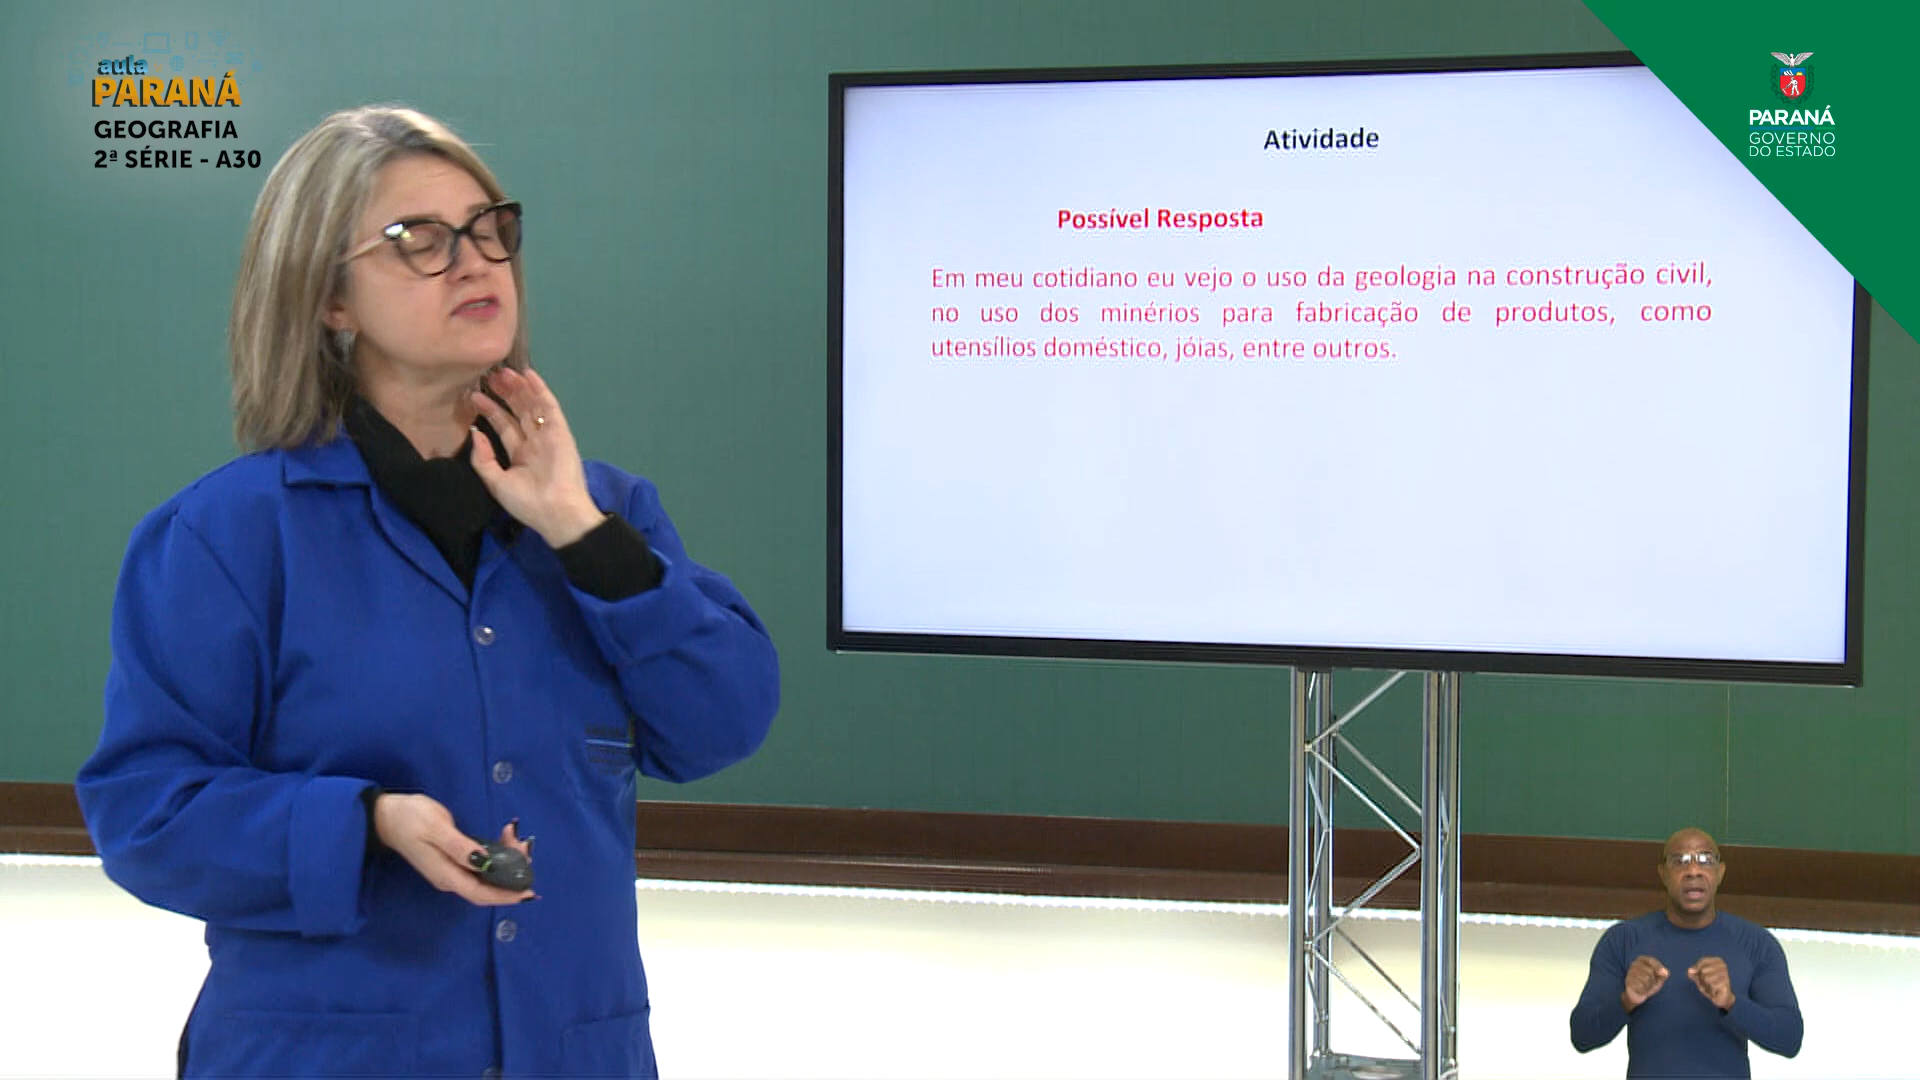 aula
PARANÁ
GEOGRAFIA
2ª SÉRIE - A30
Atividade
Possível Resposta
Em meu cotidiano eu vejo o uso da geologia na construção civil,
no uso dos minérios para fabricação de produtos, como
utensílios doméstico, jóias, entre outros.
PARANÁ
GOVERNO
DO ESTADO